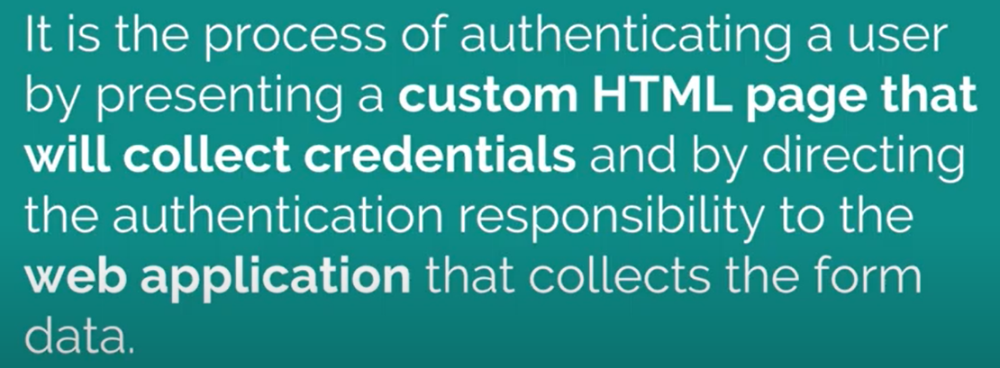 It is the process of authenticating a user
by presenting a custom HTML page that
will collect credentials and by directing
the authentication responsibility to the
web application that collects the form
data.